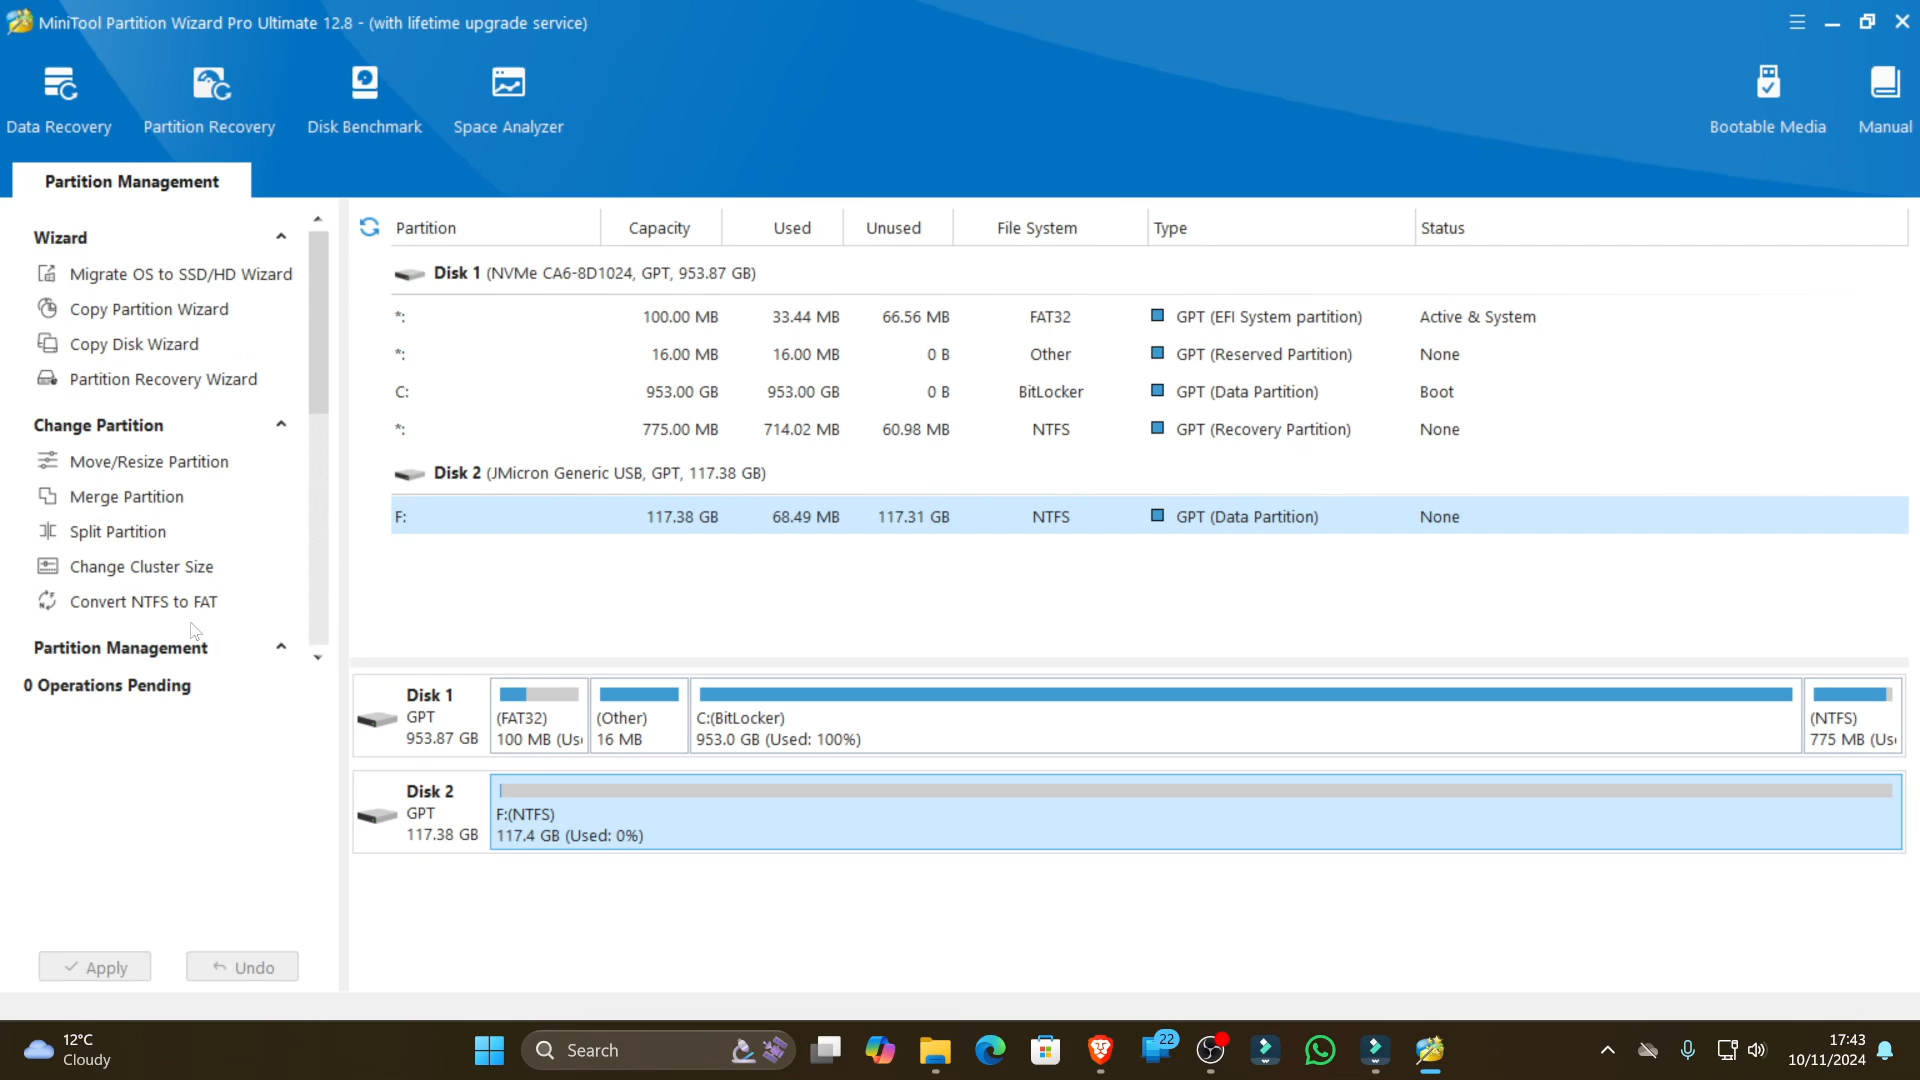 MiniTool Partition Wizard Pro Ultimate 12.8 - (with lifetime upgrade service)
Data Recovery
Partition Recovery
Disk Benchmark
Space Analyzer
Bootable Media
Manual
Partition Management
Wizard
Migrate OS to SSD/HD Wizard
Copy Partition Wizard
Copy Disk Wizard
Partition Recovery Wizard
Change Partition
Move/Resize Partition
Merge Partition
Split Partition
Change Cluster Size
Convert NTFS to FAT
Partition Management
0 Operations Pending
Apply
Undo
Partition Capacity Used Unused File System Type Status
Disk 1 (NVMe CA6-8D1024, GPT, 953.87 GB)
*: 100.00 MB 33.44 MB 66.56 MB FAT32 GPT (EFI System partition) Active & System
*: 16.00 MB 16.00 MB 0 B Other GPT (Reserved Partition) None
C: 953.00 GB 953.00 GB 0 B BitLocker GPT (Data Partition) Boot
*: 775.00 MB 714.02 MB 60.98 MB NTFS GPT (Recovery Partition) None
Disk 2 (JMicron Generic USB, GPT, 117.38 GB)
F: 117.38 GB 68.49 MB 117.31 GB NTFS GPT (Data Partition) None
Disk 1
GPT
953.87 GB
(FAT32)
100 MB (Us
(Other)
16 MB
C:(BitLocker)
953.0 GB (Used: 100%)
(NTFS)
775 MB (Us
Disk 2
GPT
117.38 GB
F:(NTFS)
117.4 GB (Used: 0%)
12°C
Cloudy
Search
22
17:43
10/11/2024